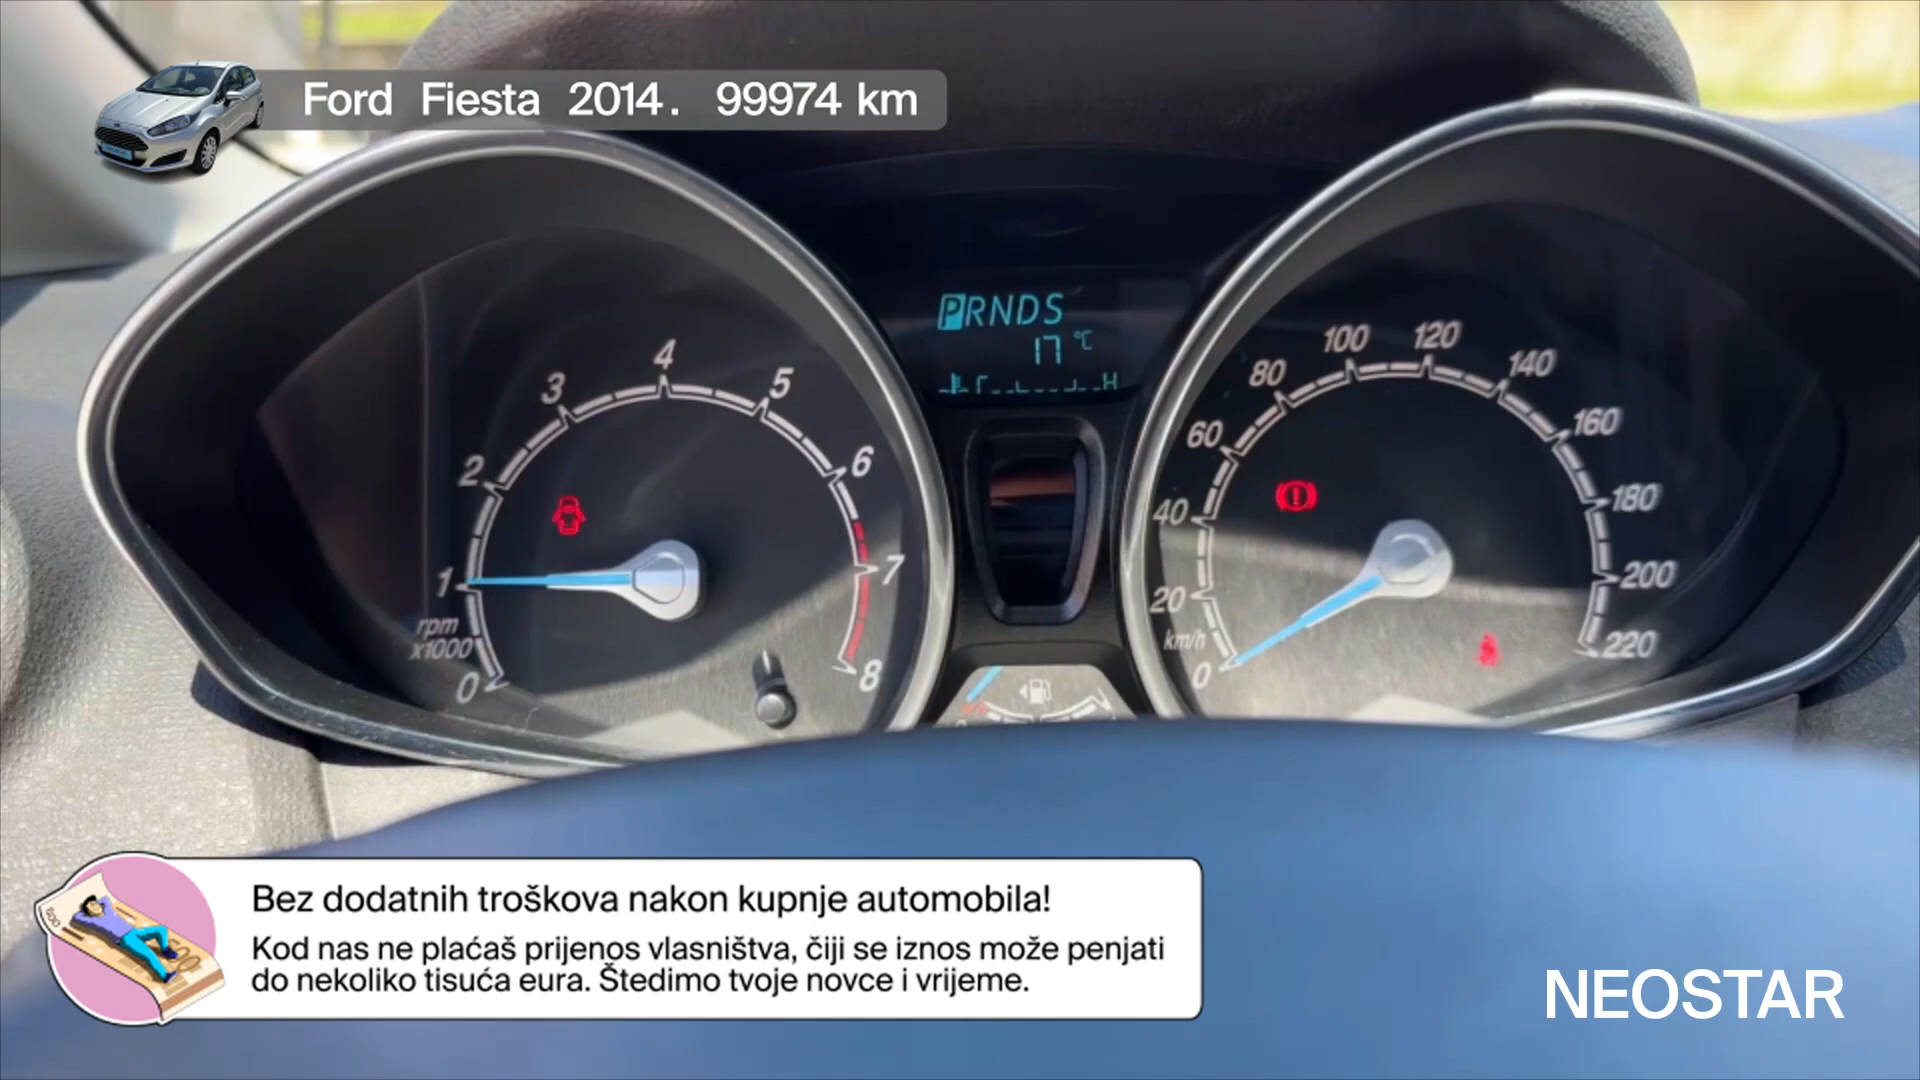 Ford Fiesta 2014. 99974 km
PRNDS
17 °C
H
0 1 2 3 4 5 6 7 8
rpm
x1000
0 20 40 60 80 100 120 140 160 180 200 220
km/h
Bez dodatnih troškova nakon kupnje automobila!
Kod nas ne plaćaš prijenos vlasništva, čiji se iznos može penjati
do nekoliko tisuća eura. Štedimo tvoje novce i vrijeme.
NEOSTAR